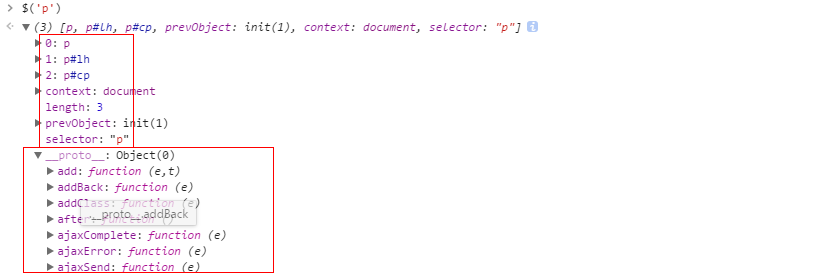 > $('p')
(3) [p, p#lh, p#cp, prevObject: init(1), context: document, selector: "p"] i
0: p
1: p#lh
2: p#cp
context: document
length: 3
prevObject: init(1)
selector: "p"
__proto__: Object(0)
add: function (e,t)
addBack: function (e)
addClass: function (e)
after: function ()
__proto__.addBack
ajaxComplete: function (e)
ajaxError: function (e)
ajaxSend: function (e)